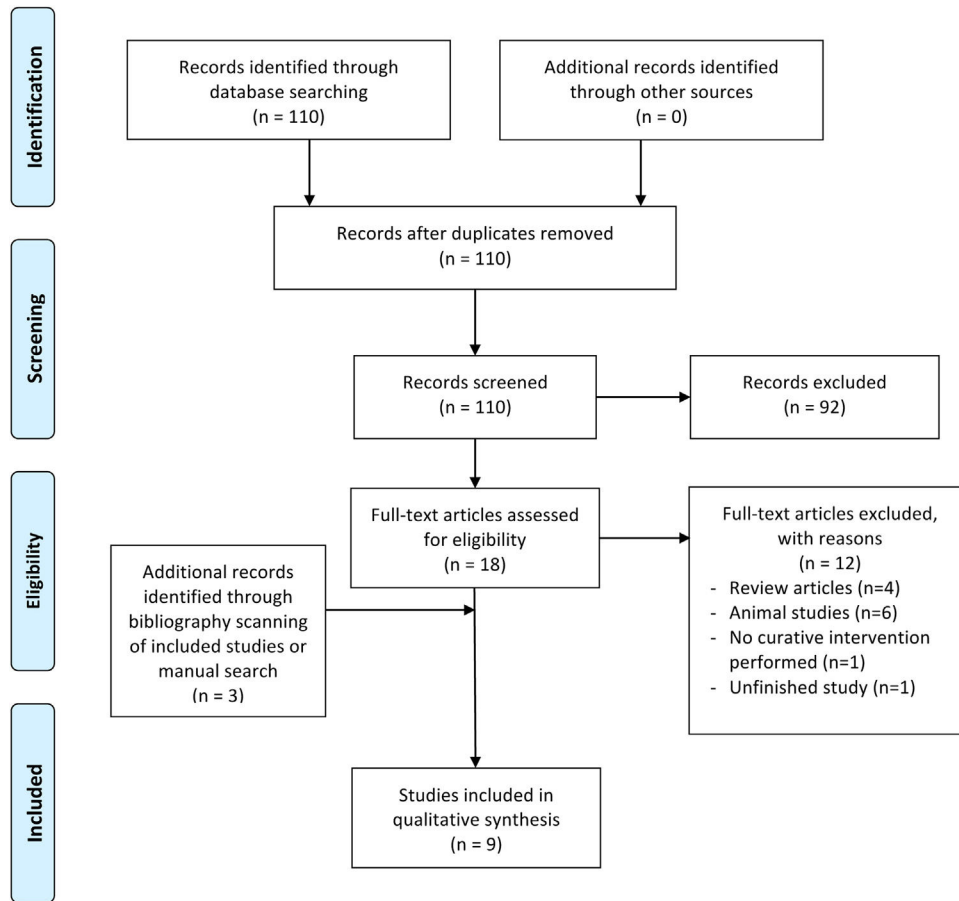 Identification
Records identified through
database searching
(n = 110)
Additional records identified
through other sources
(n = 0)
Records after duplicates removed
(n = 110)
Screening
Records screened
(n = 110)
Records excluded
(n = 92)
Eligibility
Full-text articles assessed
for eligibility
(n = 18)
Full-text articles excluded,
with reasons
(n = 12)
- Review articles (n=4)
- Animal studies (n=6)
- No curative intervention
performed (n=1)
- Unfinished study (n=1)
Additional records
identified through
bibliography scanning
of included studies or
manual search
(n = 3)
Included
Studies included in
qualitative synthesis
(n = 9)